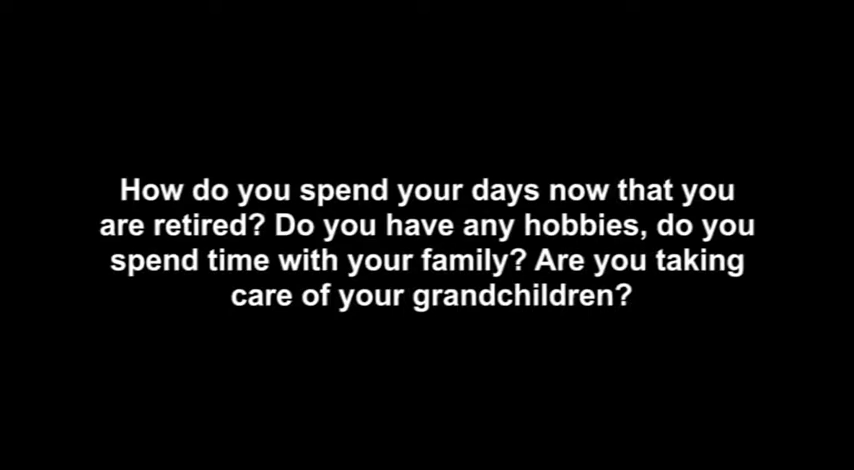 How do you spend your days now that you
are retired? Do you have any hobbies, do you
spend time with your family? Are you taking
care of your grandchildren?